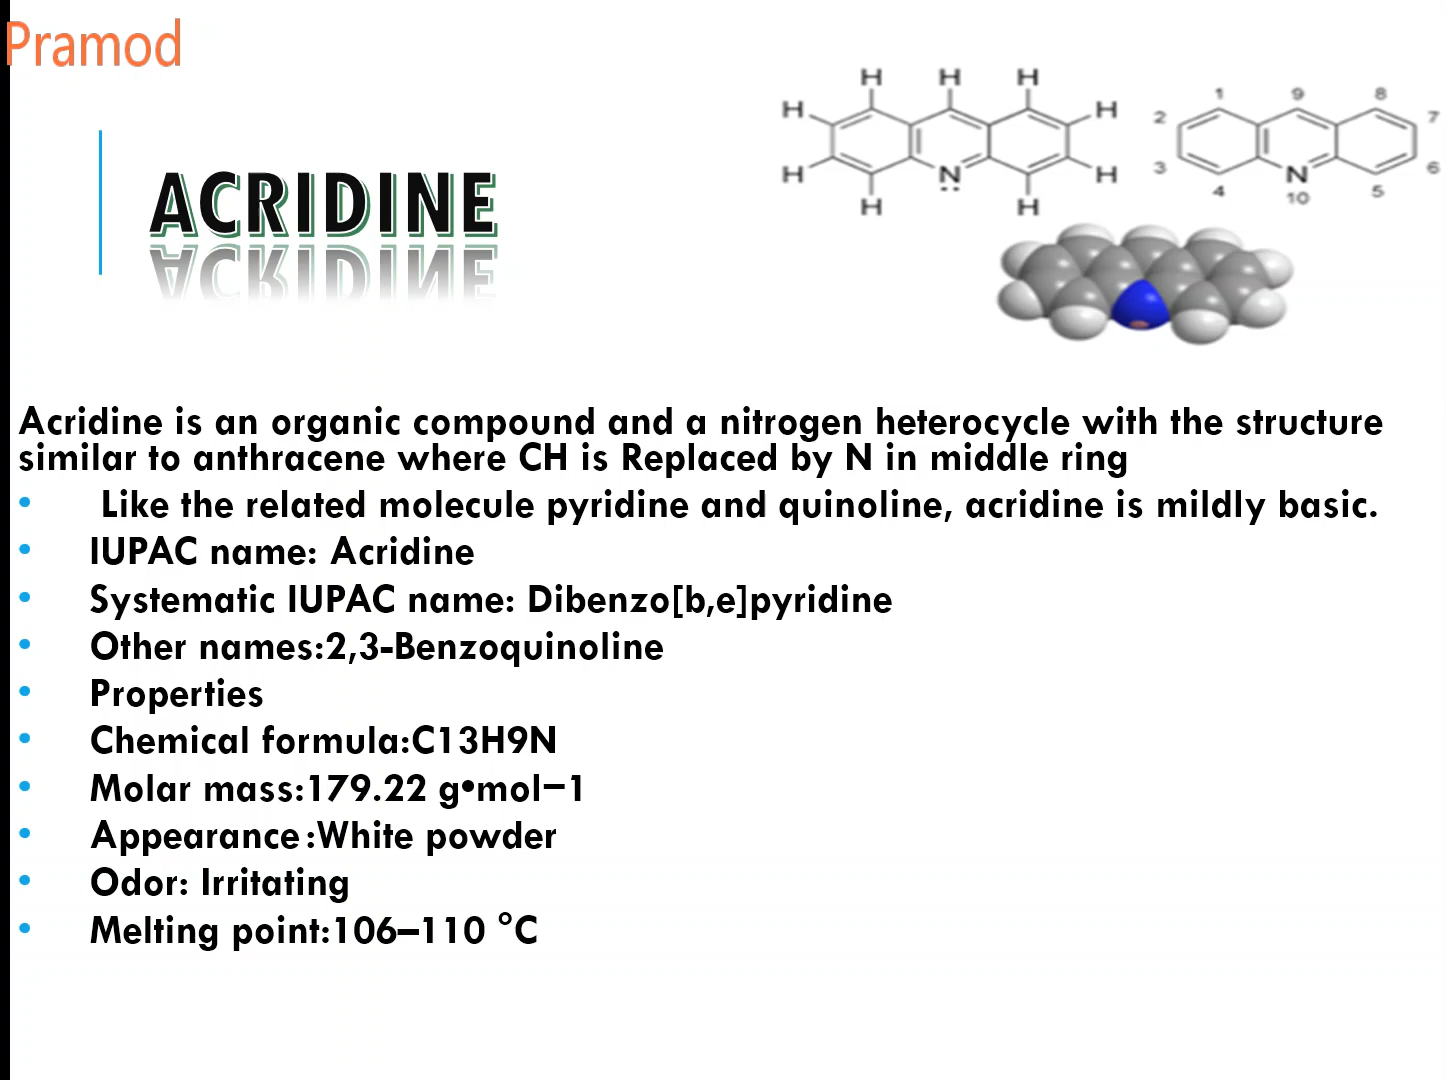 Pramod
ACRIDINE
H H H
H H
H N H
H H
1 9 8
2 7
3 N 6
4 10 5
Acridine is an organic compound and a nitrogen heterocycle with the structure
similar to anthracene where CH is Replaced by N in middle ring
• Like the related molecule pyridine and quinoline, acridine is mildly basic.
• IUPAC name: Acridine
• Systematic IUPAC name: Dibenzo[b,e]pyridine
• Other names:2,3-Benzoquinoline
• Properties
• Chemical formula:C13H9N
• Molar mass:179.22 g•mol−1
• Appearance :White powder
• Odor: Irritating
• Melting point:106–110 °C